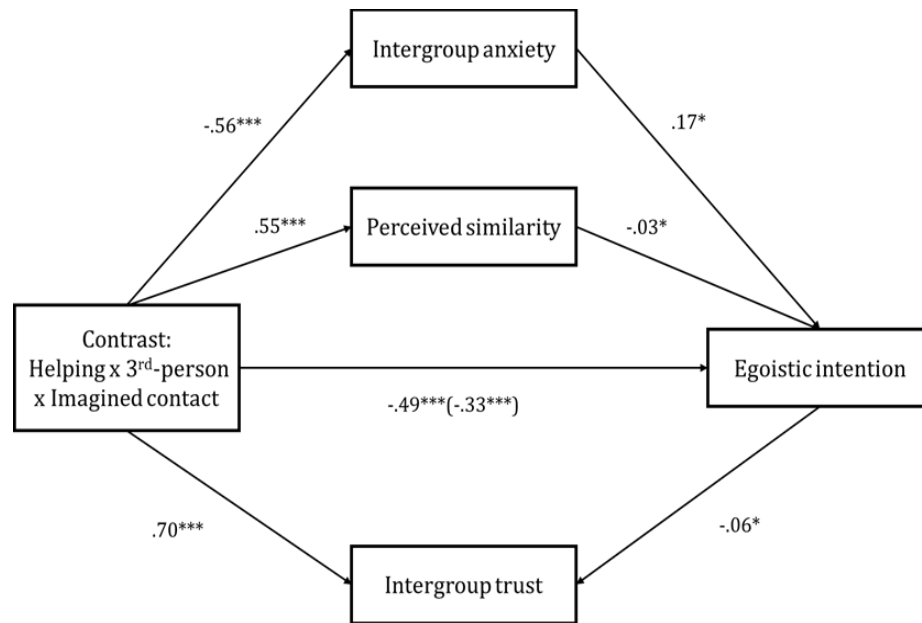 Intergroup anxiety
-.56***
.17*
.55***
Perceived similarity
-.03*
Contrast:
Helping x 3rd-person
x Imagined contact
Egoistic intention
-.49***(-.33***)
.70***
-.06*
Intergroup trust